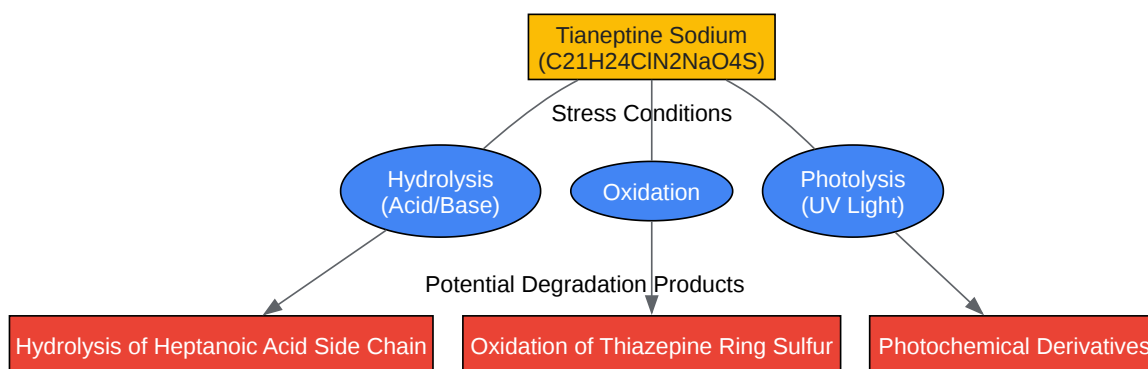 Tianeptine Sodium
(C21H24ClN2NaO4S)
Stress Conditions
Hydrolysis
(Acid/Base)
Oxidation
Photolysis
(UV Light)
Potential Degradation Products
Hydrolysis of Heptanoic Acid Side Chain
Oxidation of Thiazepine Ring Sulfur
Photochemical Derivatives